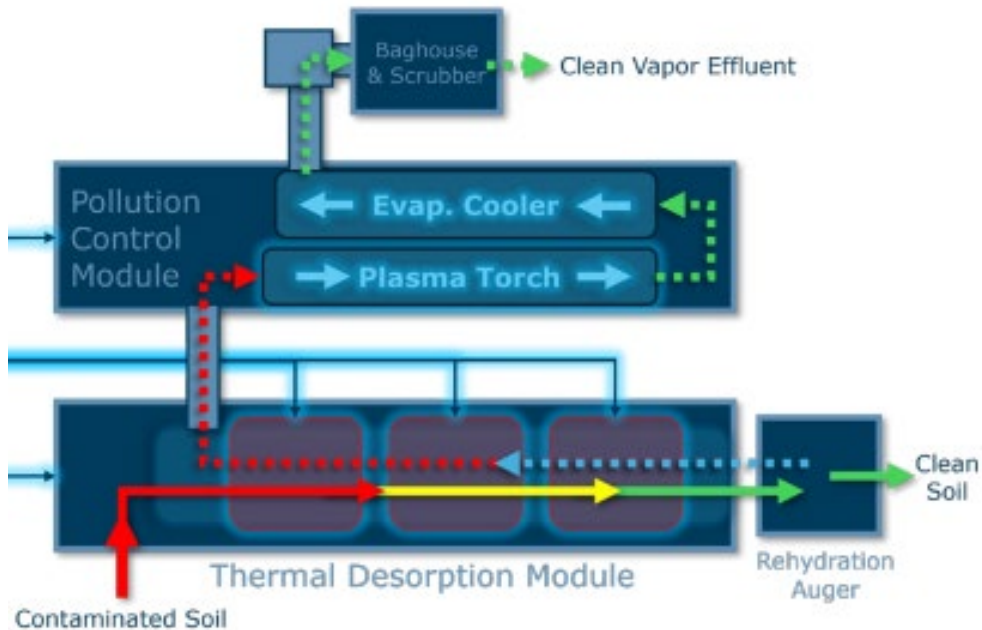 Baghouse
& Scrubber
Clean Vapor Effluent
Pollution
Control
Module
Evap. Cooler
Plasma Torch
Clean
Soil
Rehydration
Auger
Thermal Desorption Module
Contaminated Soil